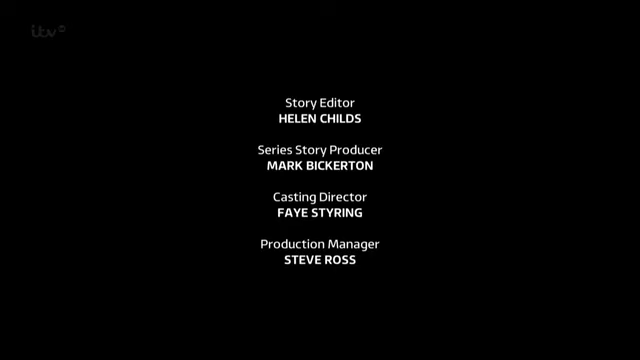 itv
Story Editor
HELEN CHILDS
Series Story Producer
MARK BICKERTON
Casting Director
FAYE STYRING
Production Manager
STEVE ROSS